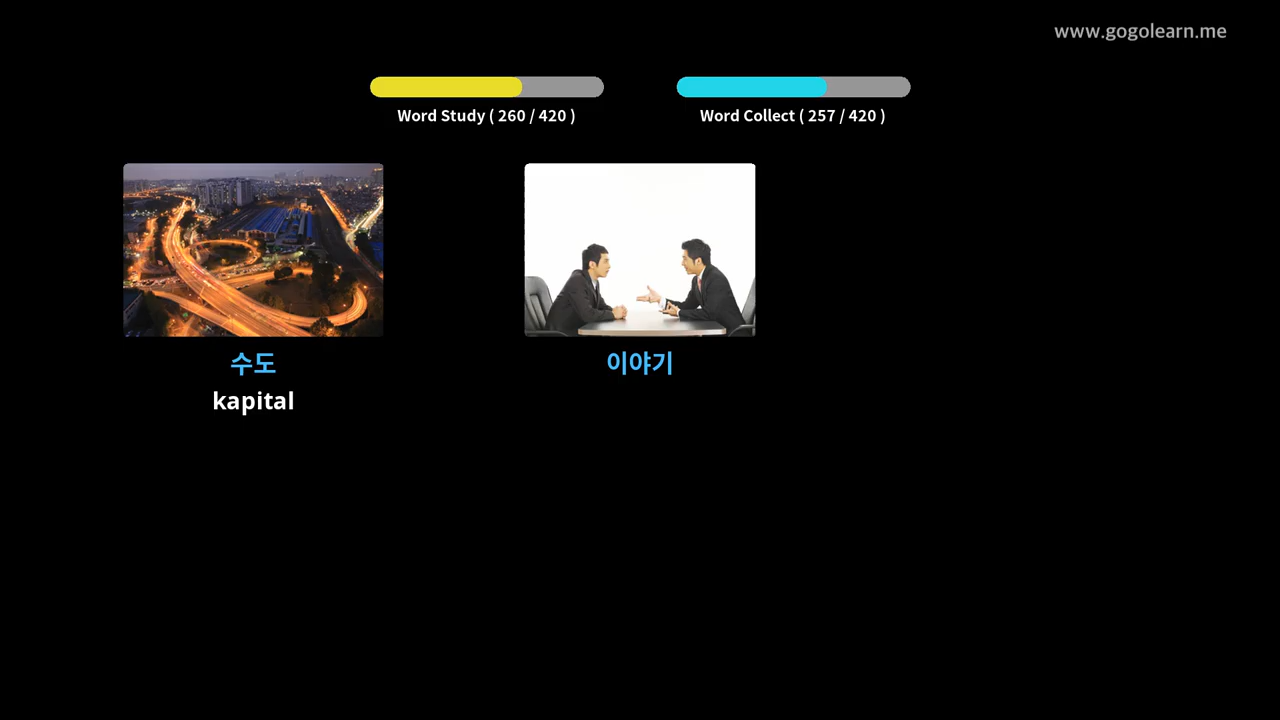 www.gogolearn.me
Word Study ( 260 / 420 )
Word Collect ( 257 / 420 )
수도
kapital
이야기